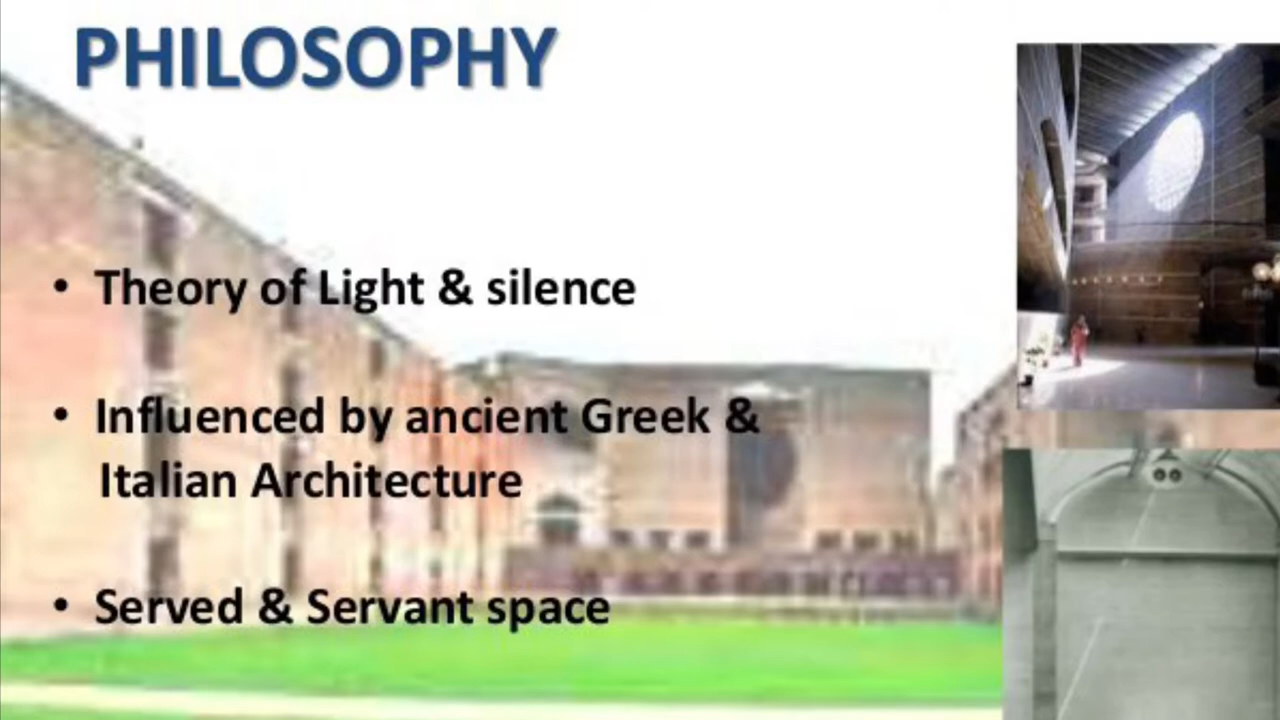 PHILOSOPHY
• Theory of Light & silence
• Influenced by ancient Greek &
Italian Architecture
• Served & Servant space